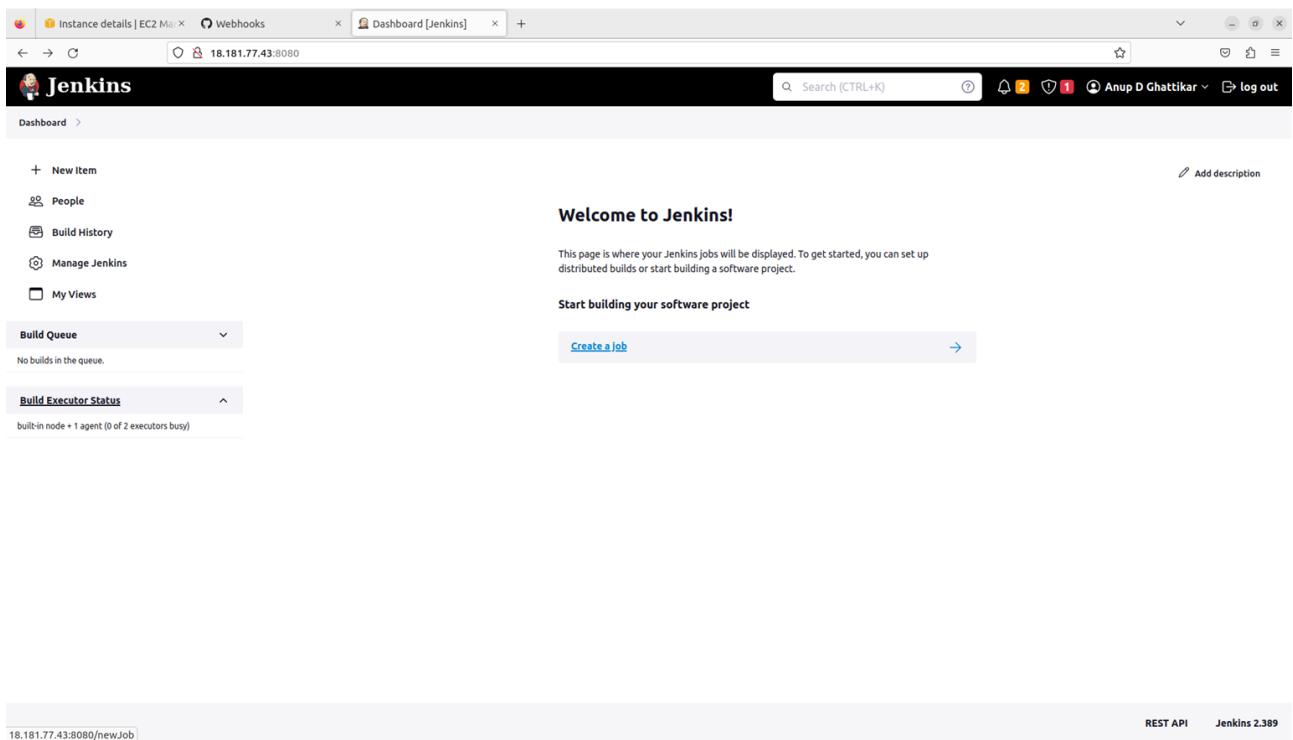 Instance details | EC2 Ma
Webhooks
Dashboard [Jenkins]
18.181.77.43:8080
Jenkins
Search (CTRL+K)
2
1
Anup D Ghattikar
log out
Dashboard
New Item
Add description
People
Build History
Manage Jenkins
My Views
Welcome to Jenkins!
This page is where your Jenkins jobs will be displayed. To get started, you can set up
distributed builds or start building a software project.
Start building your software project
Create a job
Build Queue
No builds in the queue.
Build Executor Status
built-in node + 1 agent (0 of 2 executors busy)
REST API
Jenkins 2.389
18.181.77.43:8080/newJob